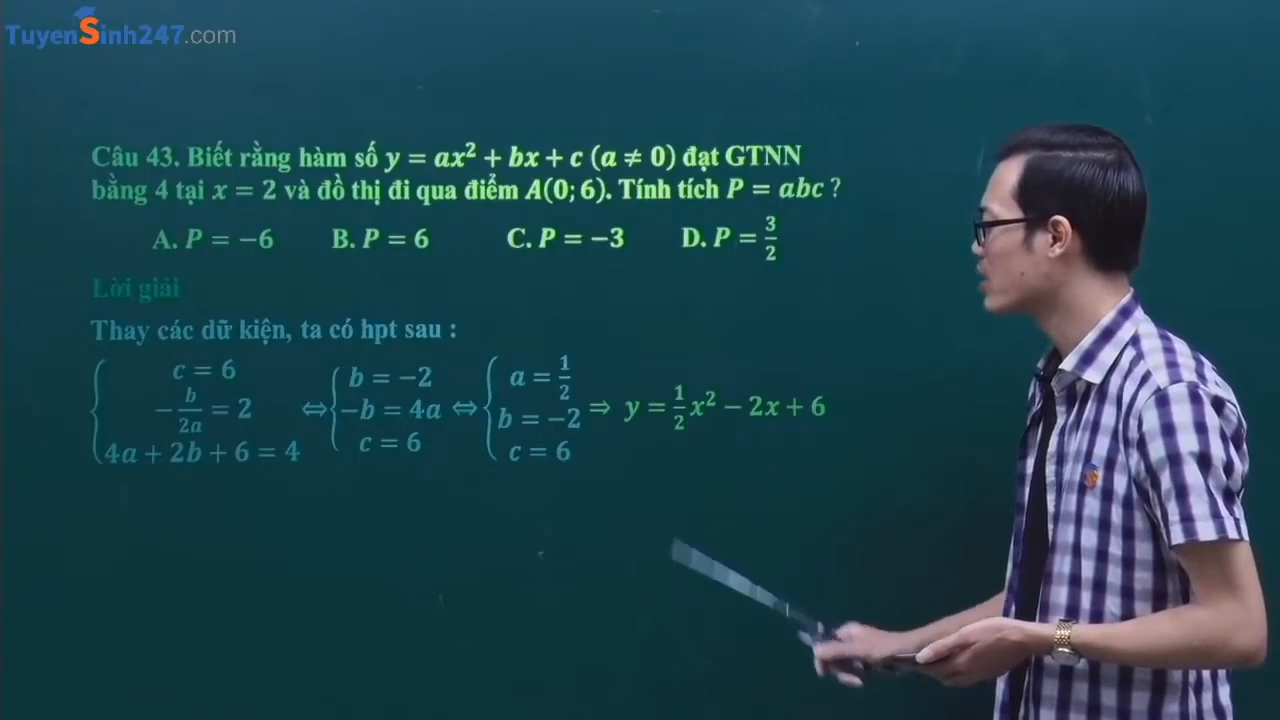 TuyenSinh247.com
Câu 43. Biết rằng hàm số y = ax² + bx + c (a ≠ 0) đạt GTNN
bằng 4 tại x = 2 và đồ thị đi qua điểm A(0; 6). Tính tích P = abc ?
A. P = −6 B. P = 6 C. P = −3 D. P = 3/2
Lời giải
Thay các dữ kiện, ta có hpt sau :
{ c = 6; −b/2a = 2; 4a + 2b + 6 = 4 ⇔ { b = −2; −b = 4a; c = 6 ⇔ { a = 1/2; b = −2; c = 6 ⇒ y = 1/2x² − 2x + 6